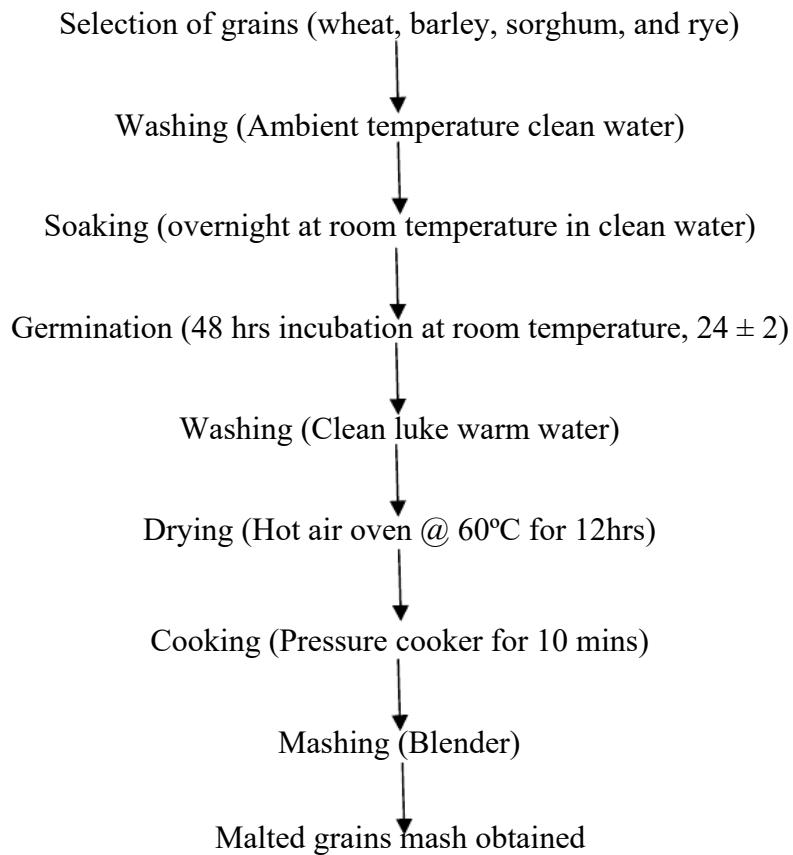 Selection of grains (wheat, barley, sorghum, and rye)
Washing (Ambient temperature clean water)
Soaking (overnight at room temperature in clean water)
Germination (48 hrs incubation at room temperature, 24 ± 2)
Washing (Clean luke warm water)
Drying (Hot air oven @ 60ºC for 12hrs)
Cooking (Pressure cooker for 10 mins)
Mashing (Blender)
Malted grains mash obtained